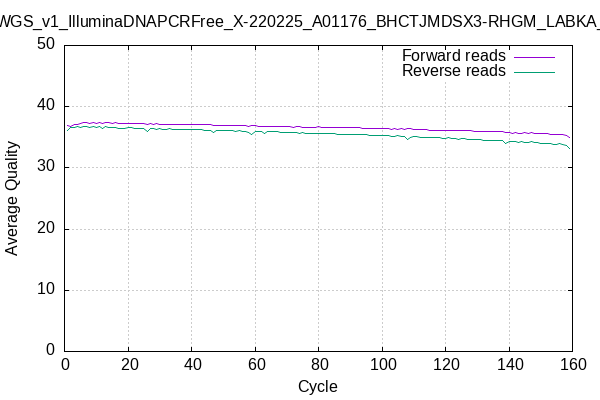 WGS_v1_IlluminaDNAPCRFree_X-220225_A01176_BHCTJMDSX3-RHGM_LABKA_
Forward reads
Reverse reads
50
40
30
20
10
0
Average Quality
0 20 40 60 80 100 120 140 160
Cycle